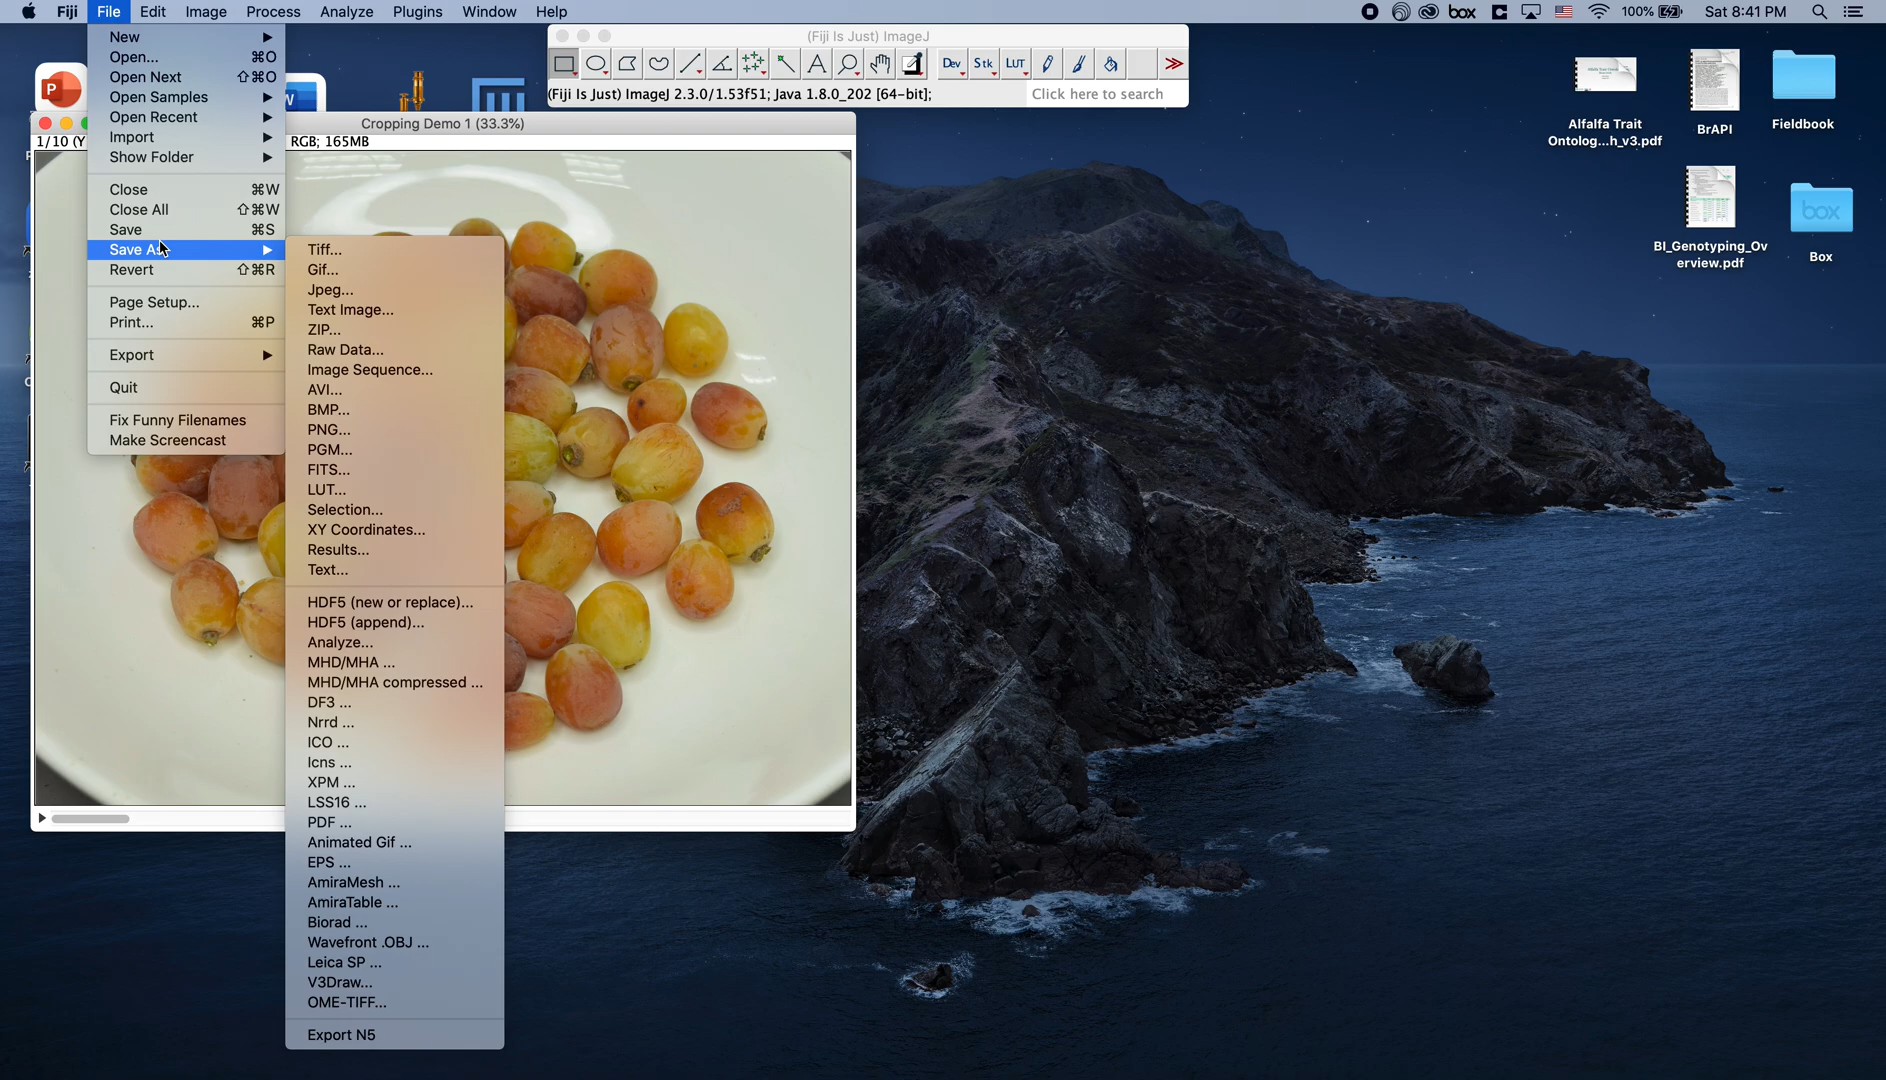 Fiji File Edit Image Process Analyze Plugins Window Help
box 100% Sat 8:41 PM
New
Open... ⌘O
Open Next ⇧⌘O
Open Samples
Open Recent
Import
Show Folder
Close ⌘W
Close All ⇧⌘W
Save ⌘S
Save As
Revert ⇧⌘R
Page Setup...
Print... ⌘P
Export
Quit
Fix Funny Filenames
Make Screencast
Tiff...
Gif...
Jpeg...
Text Image...
ZIP...
Raw Data...
Image Sequence...
AVI...
BMP...
PNG...
PGM...
FITS...
LUT...
Selection...
XY Coordinates...
Results...
Text...
HDF5 (new or replace)...
HDF5 (append)...
Analyze...
MHD/MHA ...
MHD/MHA compressed ...
DF3 ...
Nrrd ...
ICO ...
Icns ...
XPM ...
LSS16 ...
PDF ...
Animated Gif ...
EPS ...
AmiraMesh ...
AmiraTable ...
Biorad ...
Wavefront .OBJ ...
Leica SP ...
V3Draw...
OME-TIFF...
Export N5
(Fiji Is Just) ImageJ
A Dev Stk LUT
(Fiji Is Just) ImageJ 2.3.0/1.53f51; Java 1.8.0_202 [64-bit]; Click here to search
P W
Cropping Demo 1 (33.3%)
1/10 (Y RGB; 165MB
Alfalfa Trait
Ontolog...h_v3.pdf
BrAPI
Fieldbook
BI_Genotyping_Ov
erview.pdf
box
Box